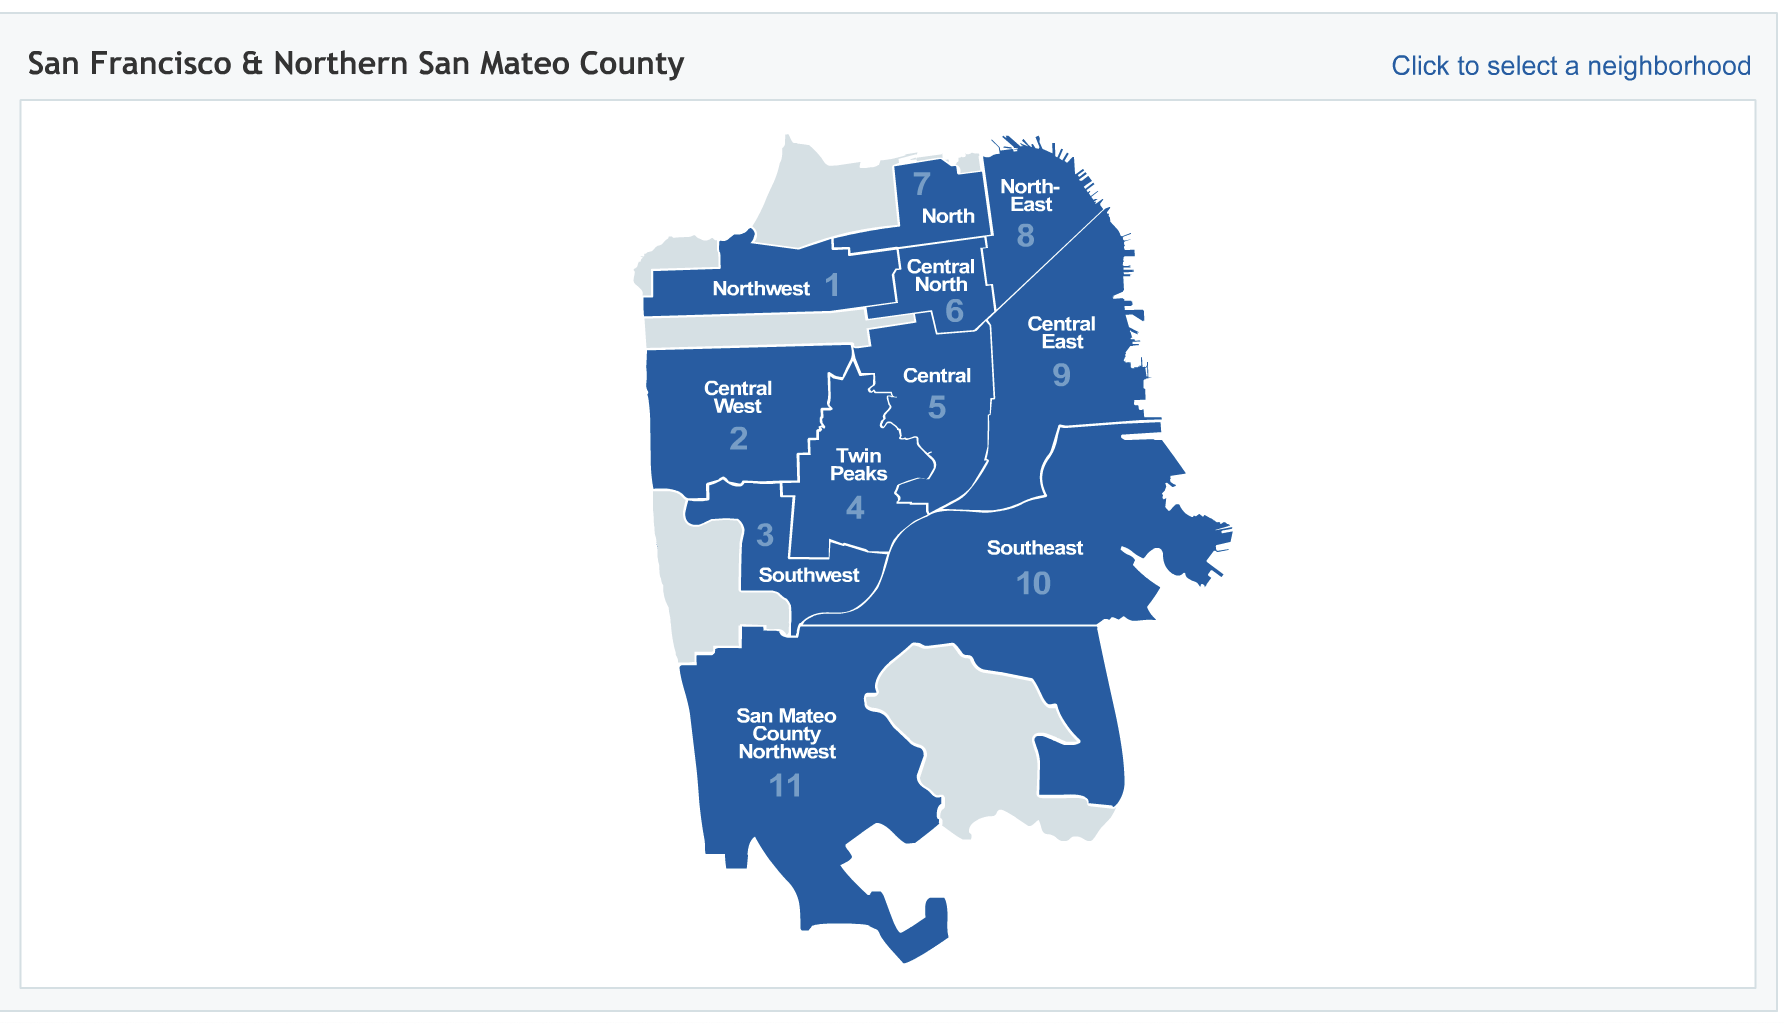 San Francisco & Northern San Mateo County
Click to select a neighborhood
7
North
North-
East
8
Northwest 1
Central
North
6
Central
East
9
Central
West
2
Central
5
Twin
Peaks
4
3
Southwest
Southeast
10
San Mateo
County
Northwest
11